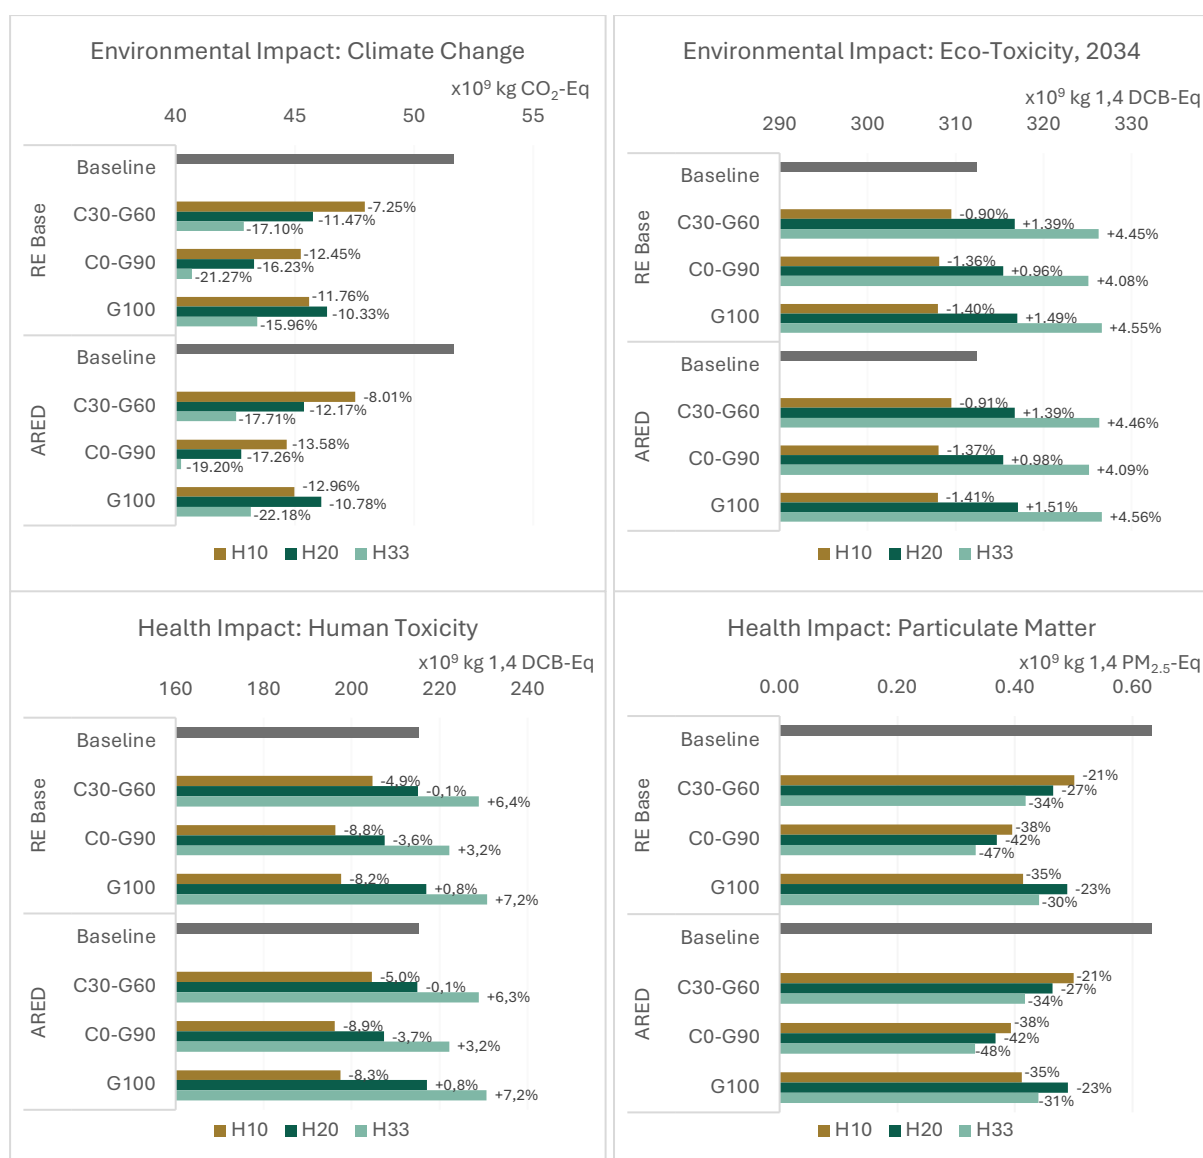 Environmental Impact: Climate Change
x10⁹ kg CO₂-Eq
40 45 50 55
RE Base
Baseline
C30-G60
-7.25%
-11.47%
-17.10%
C0-G90
-12.45%
-16.23%
-21.27%
G100
-11.76%
-10.33%
-15.96%
ARED
Baseline
C30-G60
-8.01%
-12.17%
-17.71%
C0-G90
-13.58%
-17.26%
-19.20%
G100
-12.96%
-10.78%
-22.18%
H10 H20 H33
Environmental Impact: Eco-Toxicity, 2034
x10⁹ kg 1,4 DCB-Eq
290 300 310 320 330
RE Base
Baseline
C30-G60
-0.90%
+1.39%
+4.45%
C0-G90
-1.36%
+0.96%
+4.08%
G100
-1.40%
+1.49%
+4.55%
ARED
Baseline
C30-G60
-0.91%
+1.39%
+4.46%
C0-G90
-1.37%
+0.98%
+4.09%
G100
-1.41%
+1.51%
+4.56%
H10 H20 H33
Health Impact: Human Toxicity
x10⁹ kg 1,4 DCB-Eq
160 180 200 220 240
RE Base
Baseline
C30-G60
-4,9%
-0,1%
+6,4%
C0-G90
-8,8%
-3,6%
+3,2%
G100
-8,2%
+0,8%
+7,2%
ARED
Baseline
C30-G60
-5,0%
-0,1%
+6,3%
C0-G90
-8,9%
-3,7%
+3,2%
G100
-8,3%
+0,8%
+7,2%
H10 H20 H33
Health Impact: Particulate Matter
x10⁹ kg 1,4 PM₂.₅-Eq
0.00 0.20 0.40 0.60
RE Base
Baseline
C30-G60
-21%
-27%
-34%
C0-G90
-38%
-42%
-47%
G100
-35%
-23%
-30%
ARED
Baseline
C30-G60
-21%
-27%
-34%
C0-G90
-38%
-42%
-48%
G100
-35%
-23%
-31%
H10 H20 H33